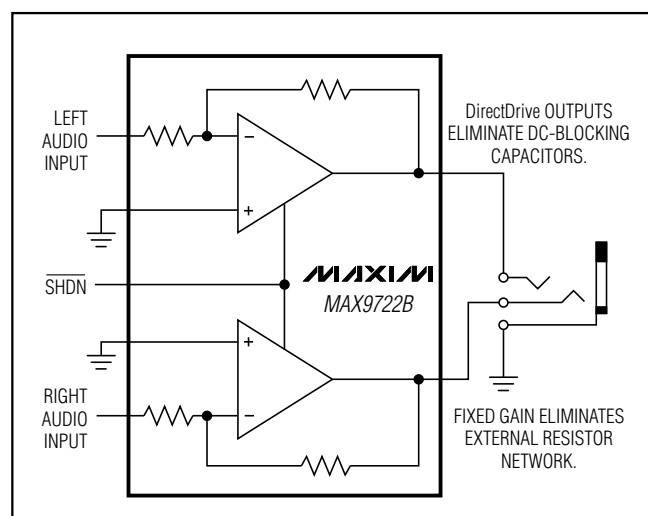 LEFT
AUDIO
INPUT
−
+
DirectDrive OUTPUTS
ELIMINATE DC-BLOCKING
CAPACITORS.
SHDN
MAXIM
MAX9722B
+
−
RIGHT
AUDIO
INPUT
FIXED GAIN ELIMINATES
EXTERNAL RESISTOR
NETWORK.